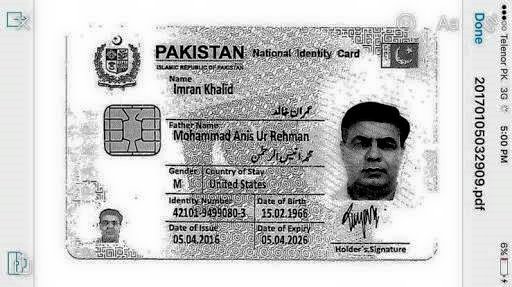 Telenor PK 3G 5:00 PM 6%
Done 20170105032909.pdf
Aa
PAKISTAN National Identity Card
ISLAMIC REPUBLIC OF PAKISTAN
Name
Imran Khalid
عمران خالد
Father Name
Mohammad Anis Ur Rehman
محمد انیس الرحمٰن
Gender Country of Stay
M United States
Identity Number Date of Birth
42101-9499080-3 15.02.1966
Date of Issue Date of Expiry
05.04.2016 05.04.2026
Holder's Signature